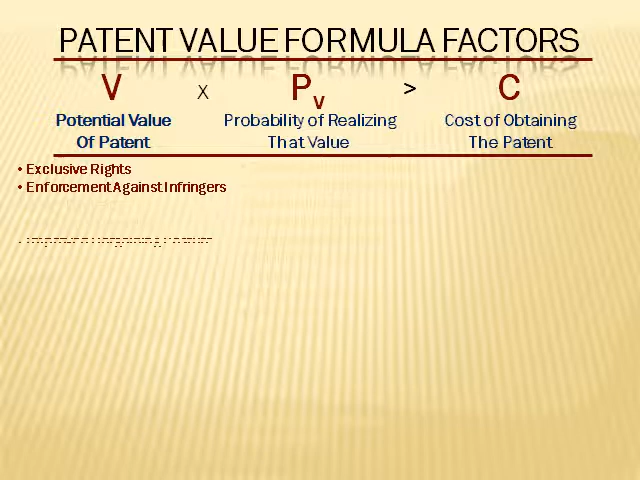 PATENT VALUE FORMULA FACTORS
V x Pv > C
Potential Value Probability of Realizing Cost of Obtaining
Of Patent That Value The Patent
• Exclusive Rights
• Enforcement Against Infringers